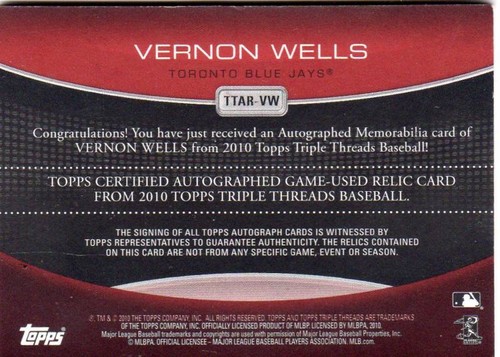 VERNON WELLS
TORONTO BLUE JAYS®
TTAR-VW
Congratulations! You have just received an Autographed Memorabilia card of
VERNON WELLS from 2010 Topps Triple Threads Baseball!
TOPPS CERTIFIED AUTOGRAPHED GAME-USED RELIC CARD
FROM 2010 TOPPS TRIPLE THREADS BASEBALL.
THE SIGNING OF ALL TOPPS AUTOGRAPH CARDS IS WITNESSED BY
TOPPS REPRESENTATIVES TO GUARANTEE AUTHENTICITY. THE RELICS CONTAINED
ON THIS CARD ARE NOT FROM ANY SPECIFIC GAME, EVENT OR SEASON.
®, TM & © 2010 THE TOPPS COMPANY, INC. ALL RIGHTS RESERVED. TOPPS AND TOPPS TRIPLE THREADS ARE TRADEMARKS
OF THE TOPPS COMPANY, INC. OFFICIALLY LICENSED PRODUCT OF MLBP. LICENSED BY MLBPA, 2010.
Major League Baseball trademarks and copyrights are used with permission of Major League Baseball Properties, Inc.
© MLBPA. OFFICIAL LICENSEE - MAJOR LEAGUE BASEBALL PLAYERS ASSOCIATION. MLB.com
Topps